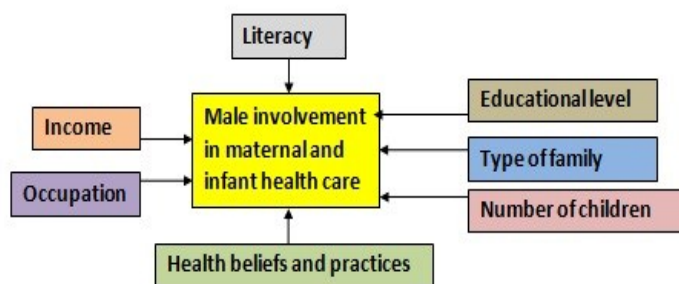 Literacy
Income
Occupation
Male involvement
in maternal and
infant health care
Educational level
Type of family
Number of children
Health beliefs and practices